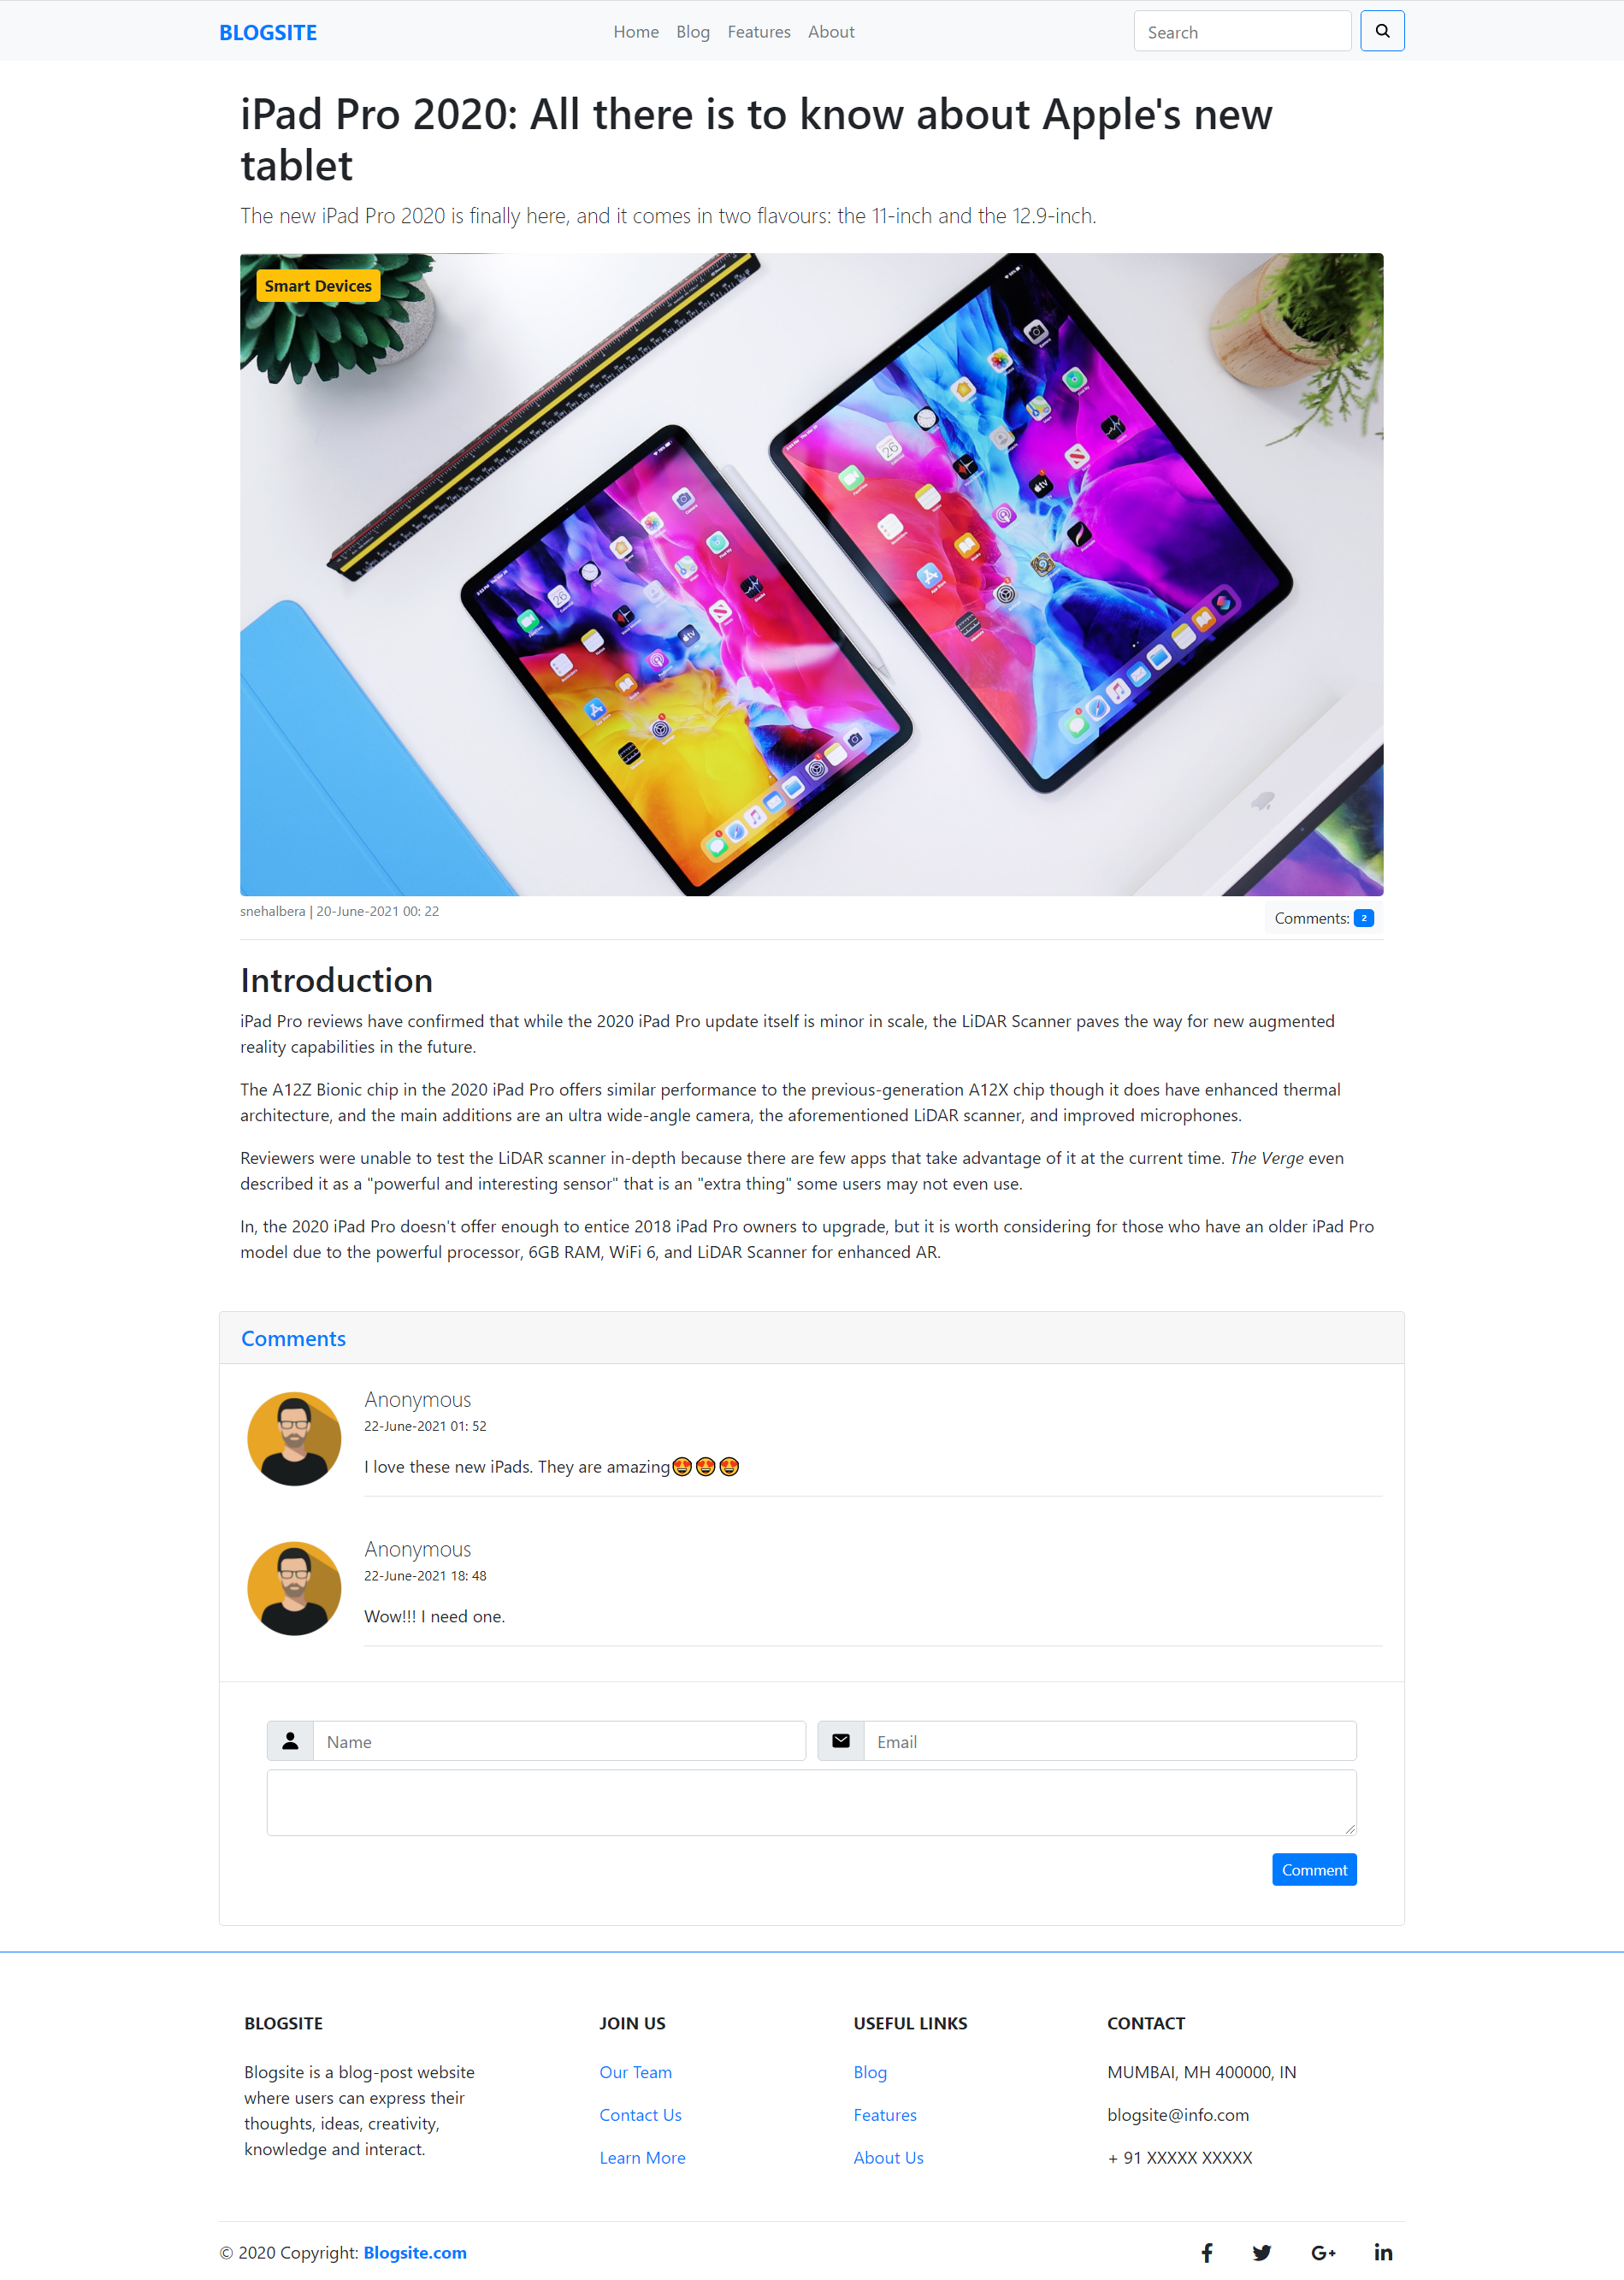 BLOGSITE
Home Blog Features About
Search
iPad Pro 2020: All there is to know about Apple's new
tablet
The new iPad Pro 2020 is finally here, and it comes in two flavours: the 11-inch and the 12.9-inch.
Smart Devices
snehalbera | 20-June-2021 00: 22
Comments: 2
Introduction
iPad Pro reviews have confirmed that while the 2020 iPad Pro update itself is minor in scale, the LiDAR Scanner paves the way for new augmented
reality capabilities in the future.
The A12Z Bionic chip in the 2020 iPad Pro offers similar performance to the previous-generation A12X chip though it does have enhanced thermal
architecture, and the main additions are an ultra wide-angle camera, the aforementioned LiDAR scanner, and improved microphones.
Reviewers were unable to test the LiDAR scanner in-depth because there are few apps that take advantage of it at the current time. The Verge even
described it as a "powerful and interesting sensor" that is an "extra thing" some users may not even use.
In, the 2020 iPad Pro doesn't offer enough to entice 2018 iPad Pro owners to upgrade, but it is worth considering for those who have an older iPad Pro
model due to the powerful processor, 6GB RAM, WiFi 6, and LiDAR Scanner for enhanced AR.
Comments
Anonymous
22-June-2021 01: 52
I love these new iPads. They are amazing😍😍😍
Anonymous
22-June-2021 18: 48
Wow!!! I need one.
Name
Email
Comment
BLOGSITE
Blogsite is a blog-post website
where users can express their
thoughts, ideas, creativity,
knowledge and interact.
JOIN US
Our Team
Contact Us
Learn More
USEFUL LINKS
Blog
Features
About Us
CONTACT
MUMBAI, MH 400000, IN
blogsite@info.com
+ 91 XXXXX XXXXX
© 2020 Copyright: Blogsite.com